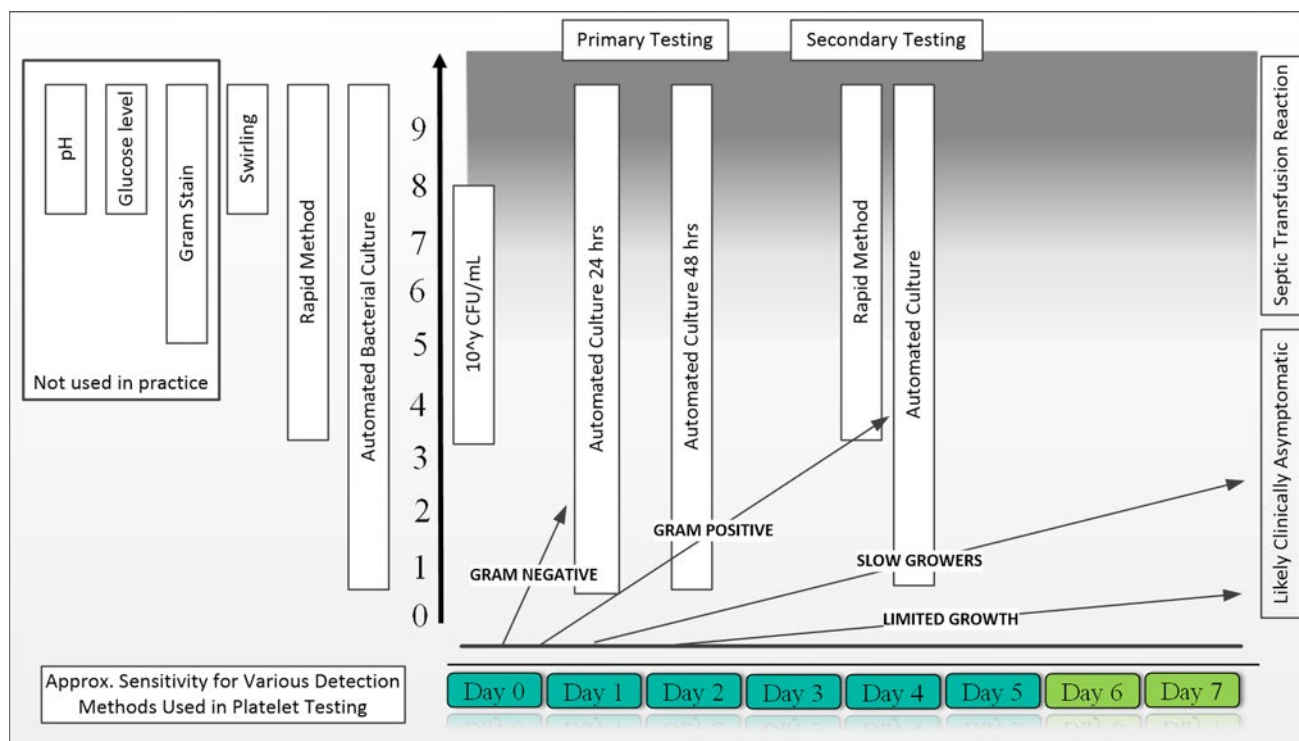 Primary Testing
Secondary Testing
pH
Glucose level
Gram Stain
Swirling
Rapid Method
Automated Bacterial Culture
Not used in practice
9
8
7
6
5
4
3
2
1
0
10^y CFU/mL
Automated Culture 24 hrs
Automated Culture 48 hrs
Rapid Method
Automated Culture
Septic Transfusion Reaction
Likely Clinically Asymptomatic
GRAM NEGATIVE
GRAM POSITIVE
SLOW GROWERS
LIMITED GROWTH
Approx. Sensitivity for Various Detection
Methods Used in Platelet Testing
Day 0
Day 1
Day 2
Day 3
Day 4
Day 5
Day 6
Day 7